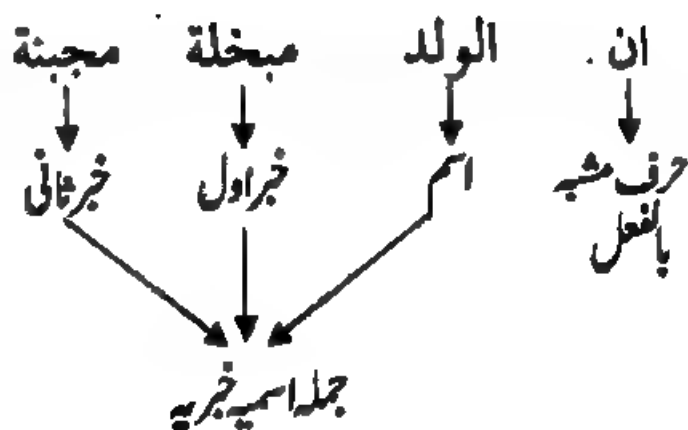 ان الولد مبخلة مجبنة
حرف مشبہ بالفعل اسم خبر اول خبر ثانی
جملہ اسمیہ خبریہ